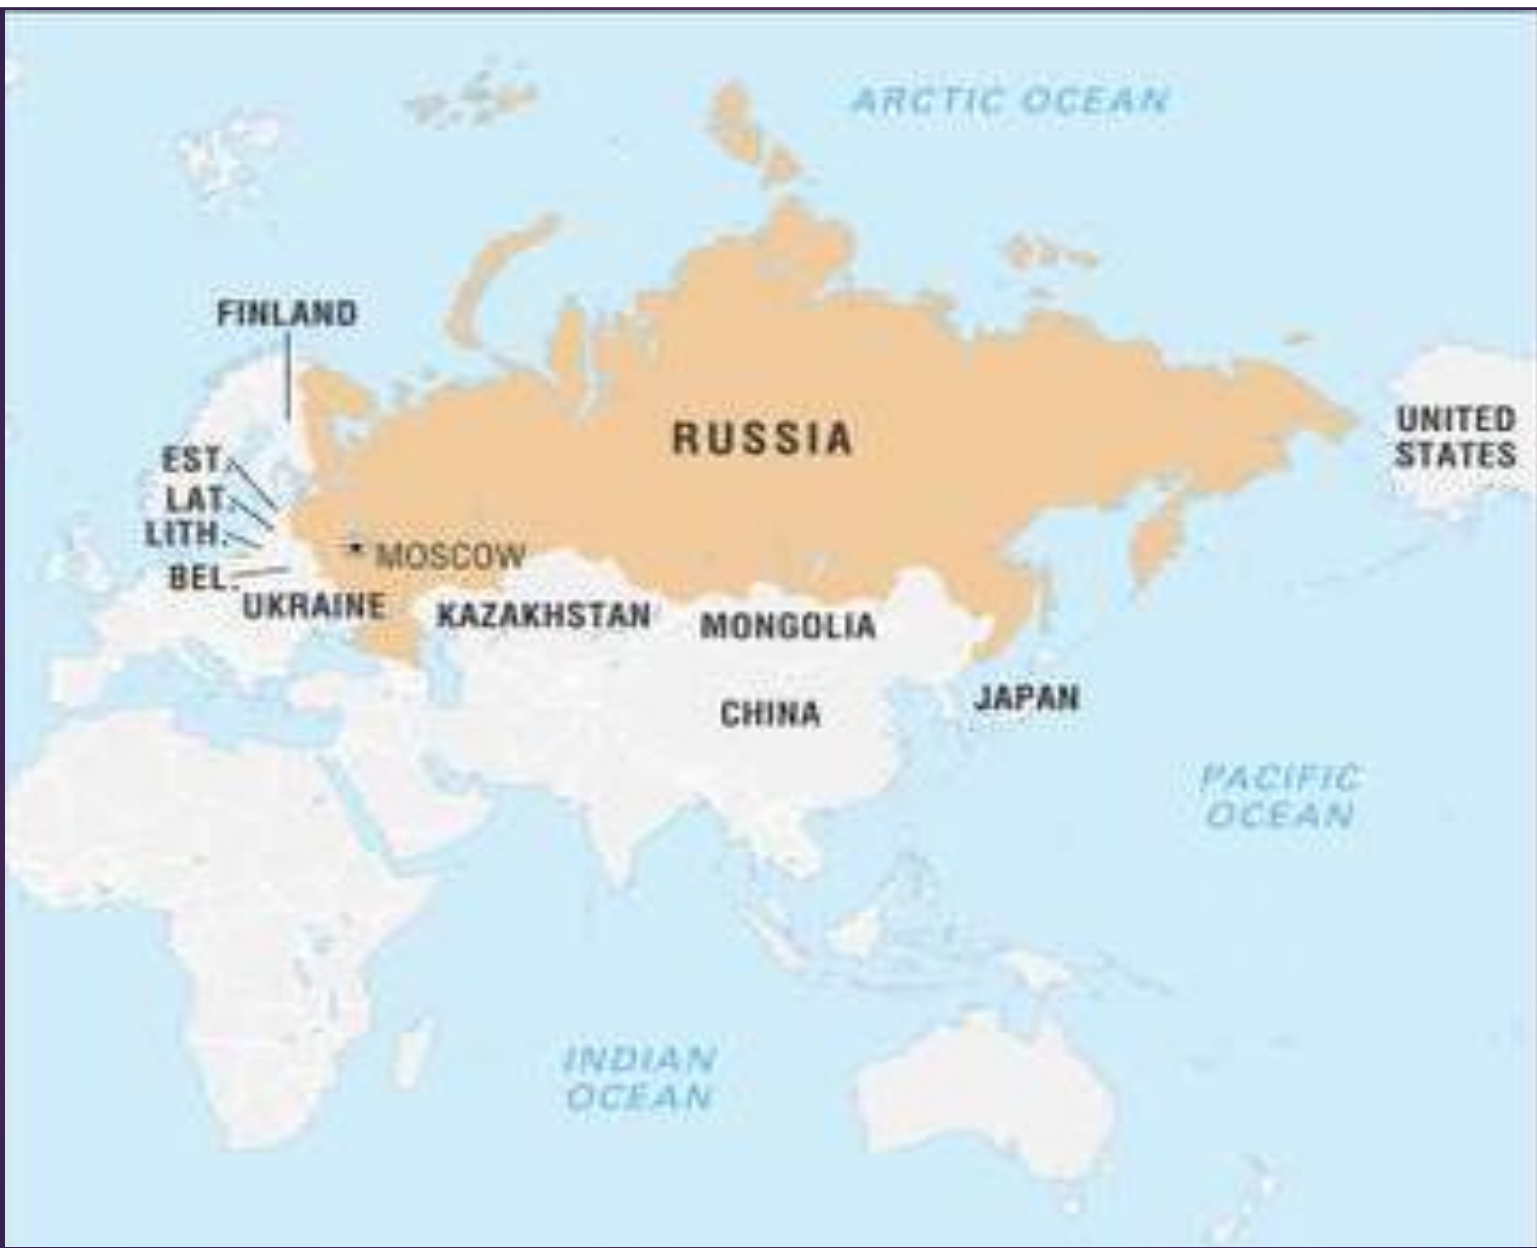 ARCTIC OCEAN
FINLAND
RUSSIA
UNITED
STATES
EST.
LAT.
LITH.
BEL.
MOSCOW
UKRAINE
KAZAKHSTAN
MONGOLIA
CHINA
JAPAN
PACIFIC
OCEAN
INDIAN
OCEAN